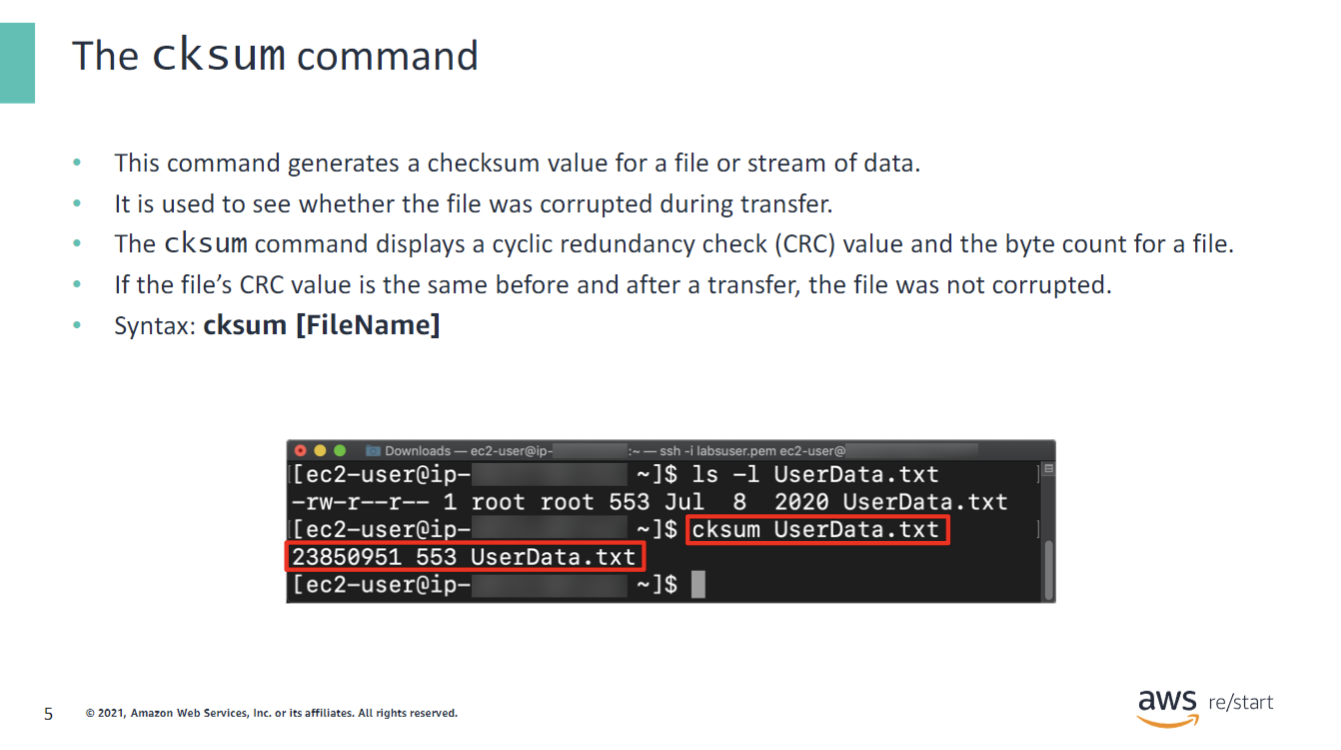 The cksum command
• This command generates a checksum value for a file or stream of data.
• It is used to see whether the file was corrupted during transfer.
• The cksum command displays a cyclic redundancy check (CRC) value and the byte count for a file.
• If the file’s CRC value is the same before and after a transfer, the file was not corrupted.
• Syntax: cksum [FileName]
Downloads — ec2-user@ip- :~ — ssh -i labsuser.pem ec2-user@
[ec2-user@ip- ~]$ ls -l UserData.txt
-rw-r--r-- 1 root root 553 Jul 8 2020 UserData.txt
[ec2-user@ip- ~]$ cksum UserData.txt
23850951 553 UserData.txt
[ec2-user@ip- ~]$
5 © 2021, Amazon Web Services, Inc. or its affiliates. All rights reserved.
aws re/start